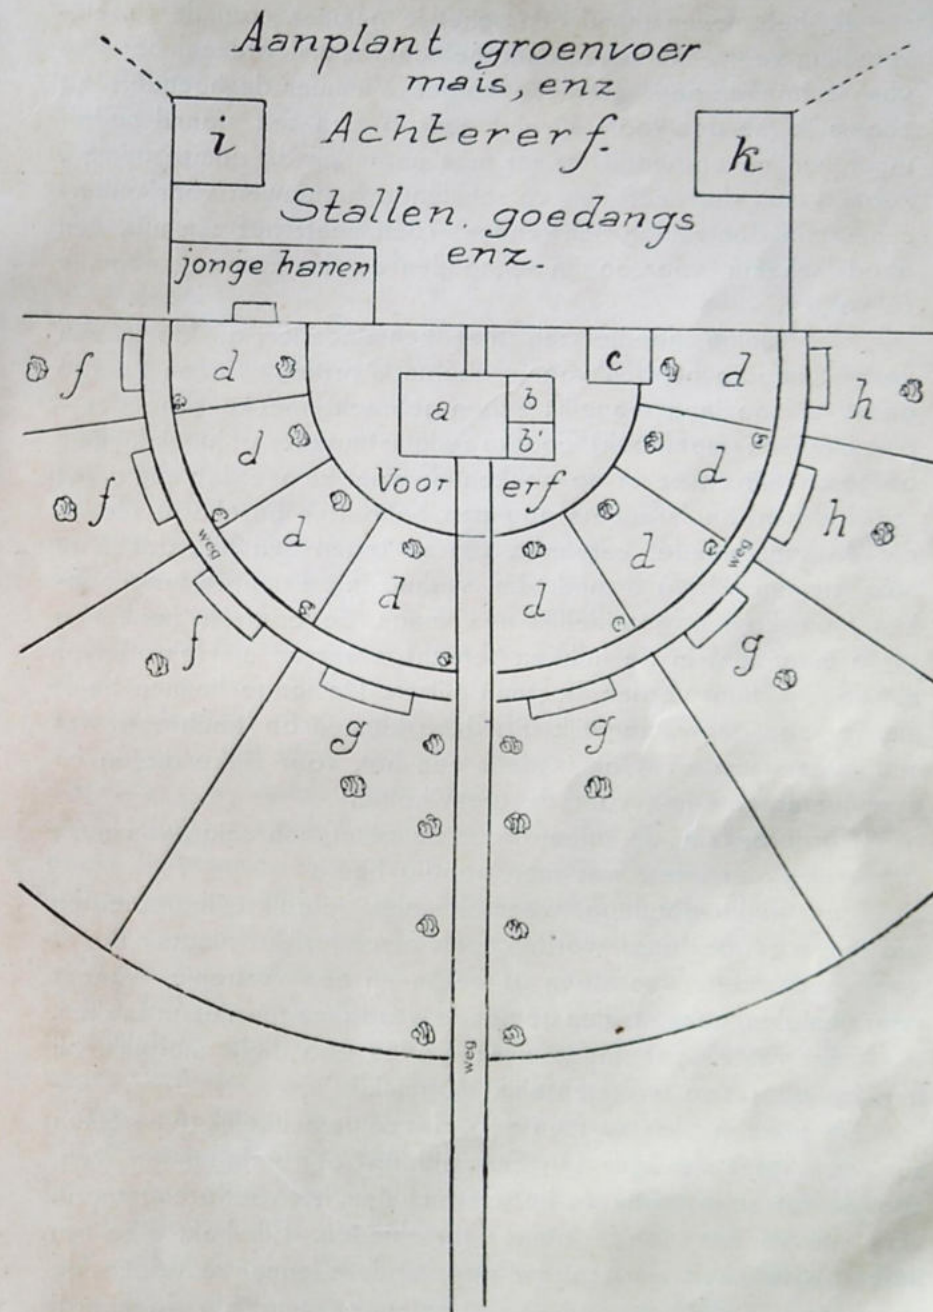 Aanplant groenvoer
mais, enz
i Achtererf. k
Stallen. goedangs
enz.
jonge hanen
f d c d h
a b
b'
d d
Voor erf
f d d h
weg weg
d d
f g
g g
weg